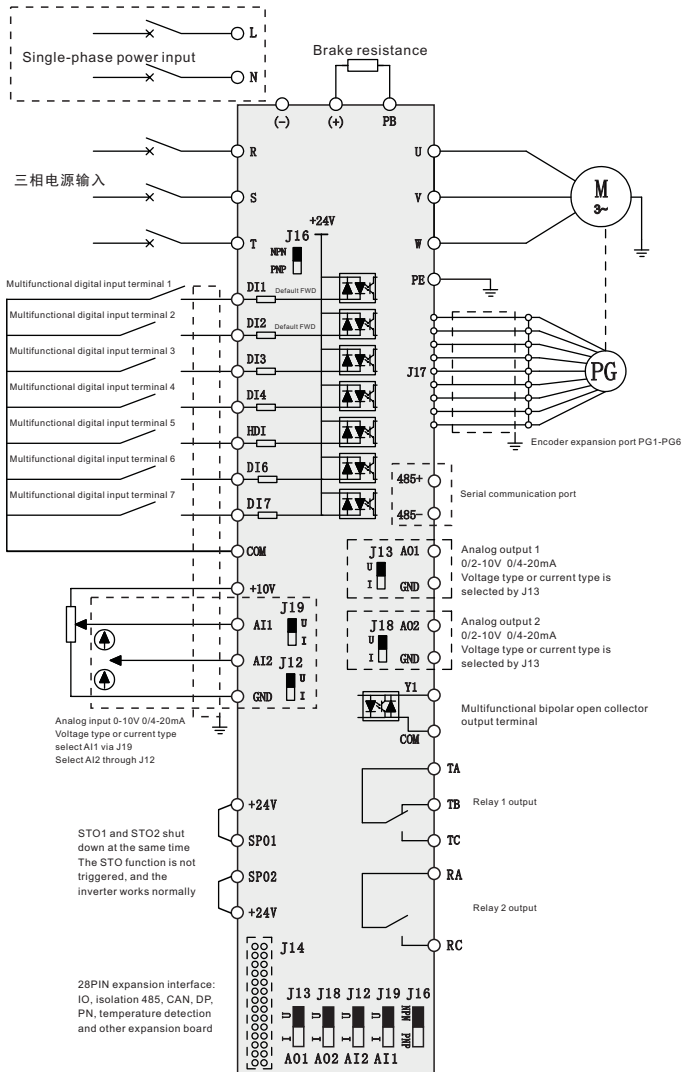 L
Single-phase power input
N
Brake resistance
(-)
(+)
PB
R
三相电源输入
S
T
U
V
W
M
3~
PE
+24V
J16
NPN
PNP
Multifunctional digital input terminal 1
DI1
Default FWD
Multifunctional digital input terminal 2
DI2
Default FWD
Multifunctional digital input terminal 3
DI3
Multifunctional digital input terminal 4
DI4
Multifunctional digital input terminal 5
HDI
Multifunctional digital input terminal 6
DI6
Multifunctional digital input terminal 7
DI7
COM
J17
PG
Encoder expansion port PG1-PG6
485+
485-
Serial communication port
J13
AO1
U
I
GND
Analog output 1
0/2-10V 0/4-20mA
Voltage type or current type is
selected by J13
J18
AO2
U
I
GND
Analog output 2
0/2-10V 0/4-20mA
Voltage type or current type is
selected by J13
+10V
J19
AI1
U
I
AI2
J12
U
I
GND
Analog input 0-10V 0/4-20mA
Voltage type or current type
select AI1 via J19
Select AI2 through J12
Y1
COM
Multifunctional bipolar open collector
output terminal
TA
TB
Relay 1 output
TC
RA
Relay 2 output
RC
+24V
SPO1
SPO2
+24V
STO1 and STO2 shut
down at the same time
The STO function is not
triggered, and the
inverter works normally
J14
28PIN expansion interface:
IO, isolation 485, CAN, DP,
PN, temperature detection
and other expansion board
J13 J18 J12 J19 J16
U U U U NPN
I I I I PNP
AO1 AO2 AI2 AI1